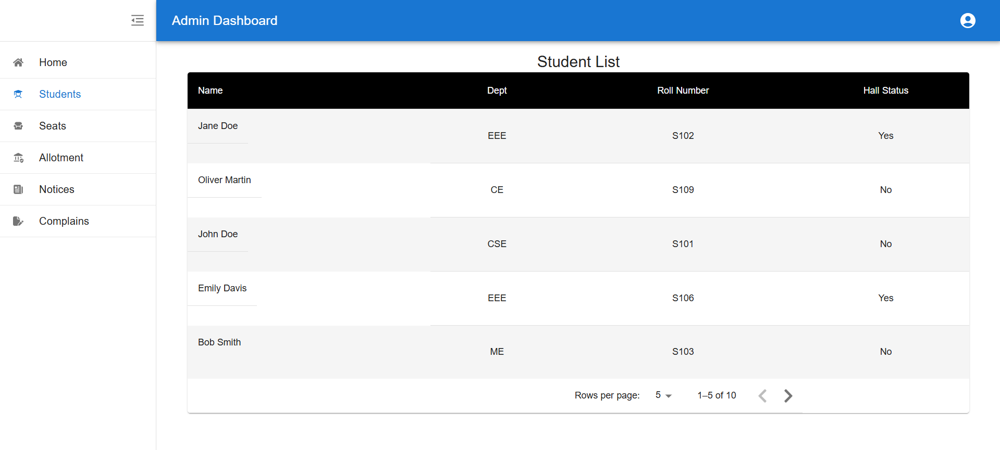 Admin Dashboard
Home
Students
Seats
Allotment
Notices
Complains
Student List
Name Dept Roll Number Hall Status
Jane Doe EEE S102 Yes
Oliver Martin CE S109 No
John Doe CSE S101 No
Emily Davis EEE S106 Yes
Bob Smith ME S103 No
Rows per page: 5 1–5 of 10